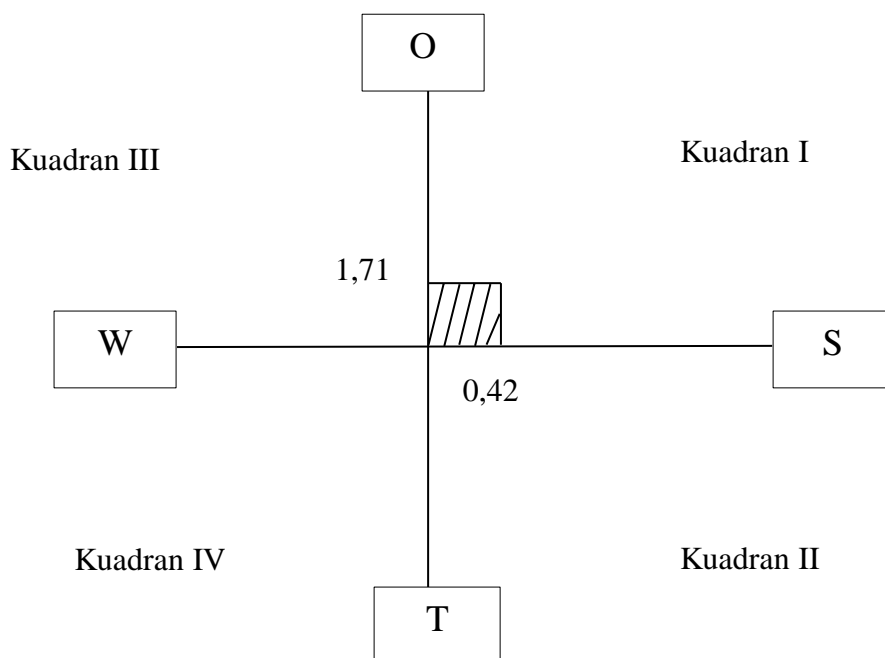 O
Kuadran III
Kuadran I
1,71
W
S
0,42
Kuadran IV
Kuadran II
T